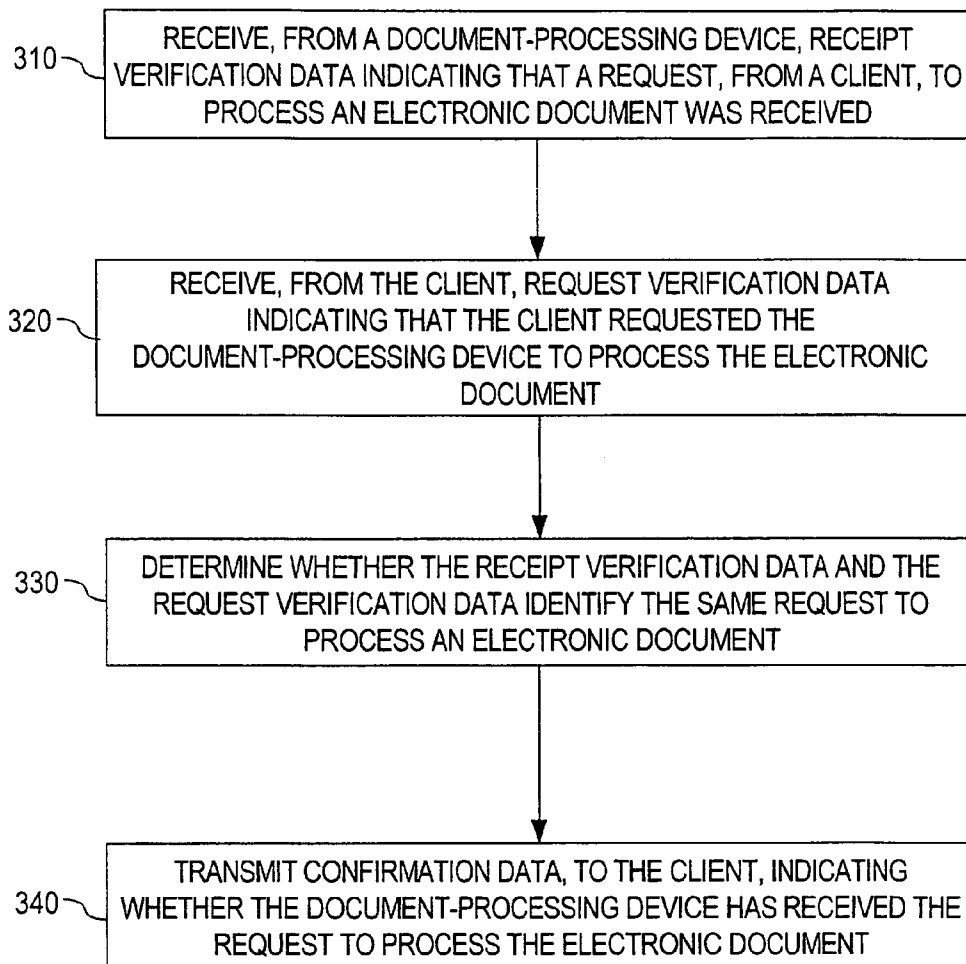 RECEIVE, FROM A DOCUMENT-PROCESSING DEVICE, RECEIPT
310
VERIFICATION DATA INDICATING THAT A REQUEST, FROM A CLIENT, TO
PROCESS AN ELECTRONIC DOCUMENT WAS RECEIVED
RECEIVE, FROM THE CLIENT, REQUEST VERIFICATION DATA
320
INDICATING THAT THE CLIENT REQUESTED THE
DOCUMENT-PROCESSING DEVICE TO PROCESS THE ELECTRONIC
DOCUMENT
DETERMINE WHETHER THE RECEIPT VERIFICATION DATA AND THE
330
REQUEST VERIFICATION DATA IDENTIFY THE SAME REQUEST TO
PROCESS AN ELECTRONIC DOCUMENT
TRANSMIT CONFIRMATION DATA, TO THE CLIENT, INDICATING
340
WHETHER THE DOCUMENT-PROCESSING DEVICE HAS RECEIVED THE
REQUEST TO PROCESS THE ELECTRONIC DOCUMENT